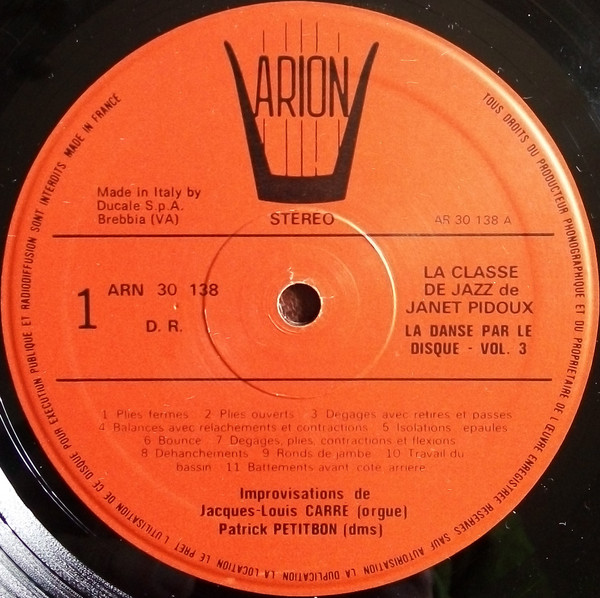 ARION
Made in Italy by
Ducale S.p.A.
Brebbia (VA)
STEREO
AR 30 138 A
1
ARN 30 138
D. R.
LA CLASSE
DE JAZZ de
JANET PIDOUX
LA DANSE PAR LE
DISQUE - VOL. 3
1 Plies fermes 2 Plies ouverts 3 Degages avec retires et passes
4 Balances avec relachements et contractions 5 Isolations epaules
6 Bounce 7 Degages, plies contractions et flexions
8 Dehanchements 9 Ronds de jambe 10 Travail du
bassin 11 Battements avant cote arriere
Improvisations de
Jacques-Louis CARRE (orgue)
Patrick PETITBON (dms)
TOUS DROITS DU PRODUCTEUR PHONOGRAPHIQUE ET DU PROPRIETAIRE DE L'ŒUVRE ENREGISTREE RESERVES SAUF AUTORISATION LA DUPLICATION LA LOCATION LE PRET L'UTILISATION DE CE DISQUE POUR EXECUTION PUBLIQUE ET RADIODIFFUSION SONT INTERDITS MADE IN FRANCE